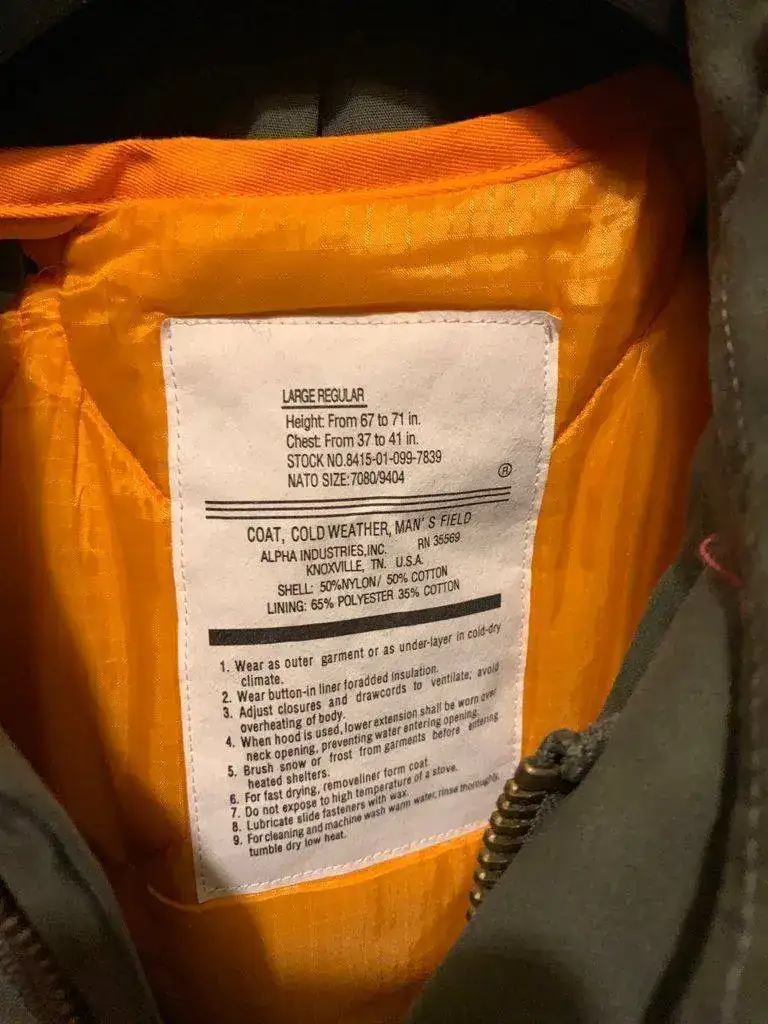 LARGE REGULAR
Height: From 67 to 71 in.
Chest: From 37 to 41 in.
STOCK NO.8415-01-099-7839
NATO SIZE:7080/9404
®
COAT, COLD WEATHER, MAN'S FIELD
ALPHA INDUSTRIES,INC. RN 35569
KNOXVILLE, TN. U.S.A.
SHELL: 50%NYLON/ 50% COTTON
LINING: 65% POLYESTER 35% COTTON
1. Wear as outer garment or as under-layer in cold-dry
climate.
2. Wear button-in liner foradded insulation.
3. Adjust closures and drawcords to ventilate; avoid
overheating of body.
4. When hood is used, lower extension shall be worn over
neck opening, preventing water entering opening.
5. Brush snow or frost from garments before entering
heated shelters.
6. For fast drying, removeliner form coat.
7. Do not expose to high temperature of a stove.
8. Lubricate slide fasteners with wax.
9. For cleaning and machine wash warm water, rinse thoroughly,
tumble dry low heat.